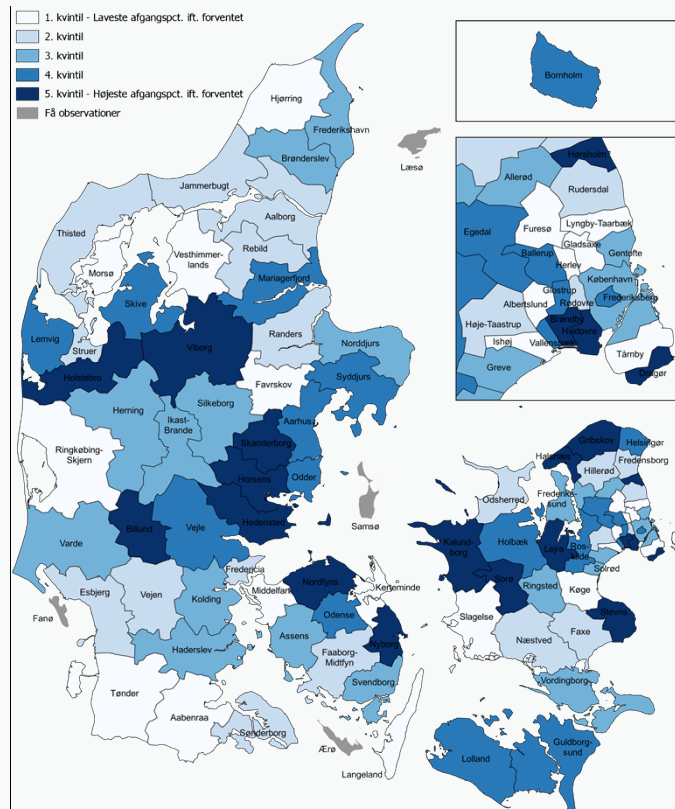 1. kvintil - Laveste afgangspct. ift. forventet
2. kvintil
3. kvintil
4. kvintil
5. kvintil - Højeste afgangspct. ift. forventet
Få observationer
Hjørring
Frederikshavn
Brønderslev
Læsø
Jammerbugt
Aalborg
Thisted
Vesthimmer-
lands
Rebild
Morsø
Mariagerfjord
Skive
Lemvig
Struer
Viborg
Randers
Norddjurs
Holstebro
Favrskov
Syddjurs
Herning
Silkeborg
Ikast-
Brande
Aarhus
Skanderborg
Ringkøbing-
Skjern
Horsens
Odder
Samsø
Billund
Vejle
Hedensted
Varde
Fredericia
Esbjerg
Vejen
Kolding
Middelfart
Nordfyns
Kerteminde
Fanø
Odense
Haderslev
Assens
Nyborg
Faaborg-
Midtfyn
Svendborg
Tønder
Aabenraa
Sønderborg
Ærø
Langeland
Bornholm
Hørsholm
Allerød
Rudersdal
Egedal
Furesø
Lyngby-Taarbæk
Gladsaxe
Gentofte
Ballerup
Herlev
København
Glostrup
Albertslund
Rødovre
Frederiksberg
Høje-Taastrup
Brøndby
Hvidovre
Ishøj
Vallensbæk
Tårnby
Greve
Dragør
Gribskov
Helsingør
Halsnæs
Fredensborg
Hillerød
Odsherred
Frederiks-
sund
Kalund-
borg
Holbæk
Lejre
Ros-
kilde
Solrød
Sorø
Ringsted
Køge
Slagelse
Stevns
Næstved
Faxe
Vordingborg
Lolland
Guldborg-
sund